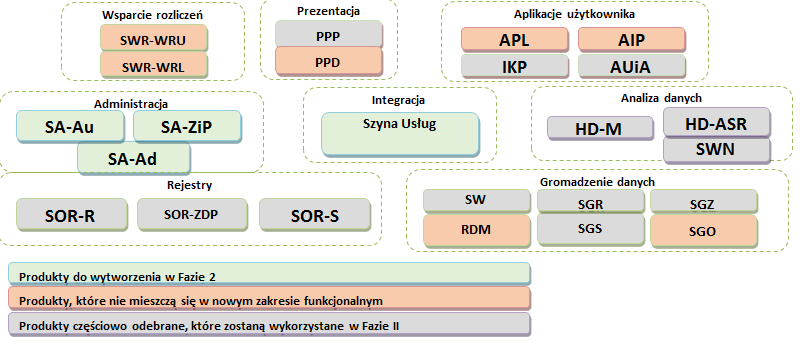 Wsparcie rozliczeń
SWR-WRU
SWR-WRL
Prezentacja
PPP
PPD
Aplikacje użytkownika
APL
AIP
IKP
AUiA
Administracja
SA-Au
SA-ZiP
SA-Ad
Integracja
Szyna Usług
Analiza danych
HD-M
HD-ASR
SWN
Rejestry
SOR-R
SOR-ZDP
SOR-S
Gromadzenie danych
SW
SGR
SGZ
RDM
SGS
SGO
Produkty do wytworzenia w Fazie 2
Produkty, które nie mieszczą się w nowym zakresie funkcjonalnym
Produkty częściowo odebrane, które zostaną wykorzystane w Fazie II